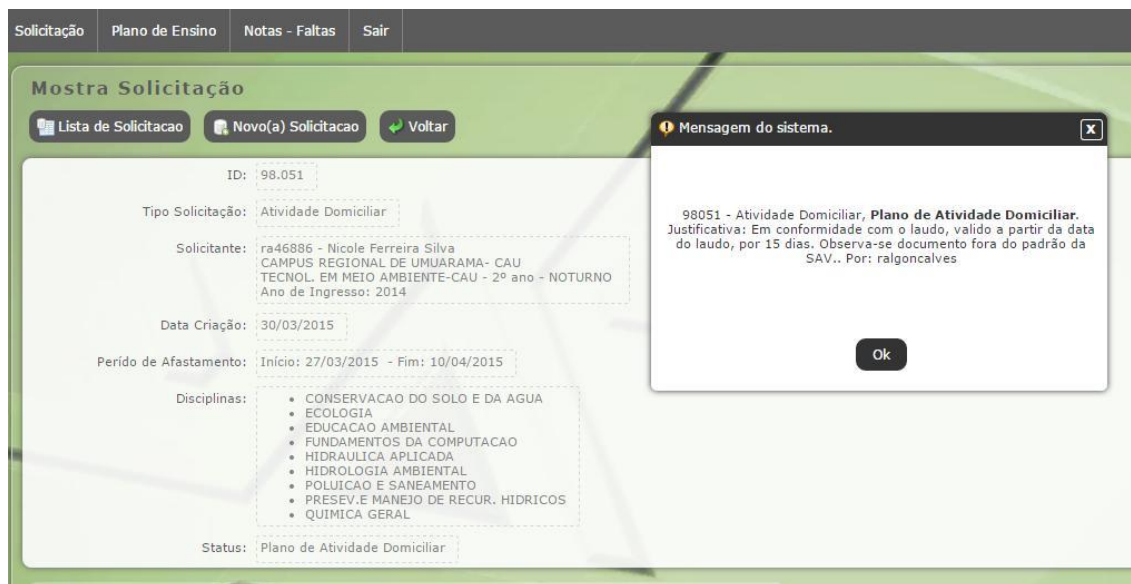 Solicitação Plano de Ensino Notas - Faltas Sair
Mostra Solicitação
Lista de Solicitacao Novo(a) Solicitacao Voltar
ID: 98.051
Tipo Solicitação: Atividade Domiciliar
Solicitante: ra46886 - Nicole Ferreira Silva
CAMPUS REGIONAL DE UMUARAMA- CAU
TECNOL. EM MEIO AMBIENTE-CAU - 2º ano - NOTURNO
Ano de Ingresso: 2014
Data Criação: 30/03/2015
Perído de Afastamento: Início: 27/03/2015 - Fim: 10/04/2015
Disciplinas:
• CONSERVACAO DO SOLO E DA AGUA
• ECOLOGIA
• EDUCACAO AMBIENTAL
• FUNDAMENTOS DA COMPUTACAO
• HIDRAULICA APLICADA
• HIDROLOGIA AMBIENTAL
• POLUICAO E SANEAMENTO
• PRESEV.E MANEJO DE RECUR. HIDRICOS
• QUIMICA GERAL
Status: Plano de Atividade Domiciliar
Mensagem do sistema. X
98051 - Atividade Domiciliar, Plano de Atividade Domiciliar.
Justificativa: Em conformidade com o laudo, valido a partir da data
do laudo, por 15 dias. Observa-se documento fora do padrão da
SAV.. Por: ralgoncalves
Ok